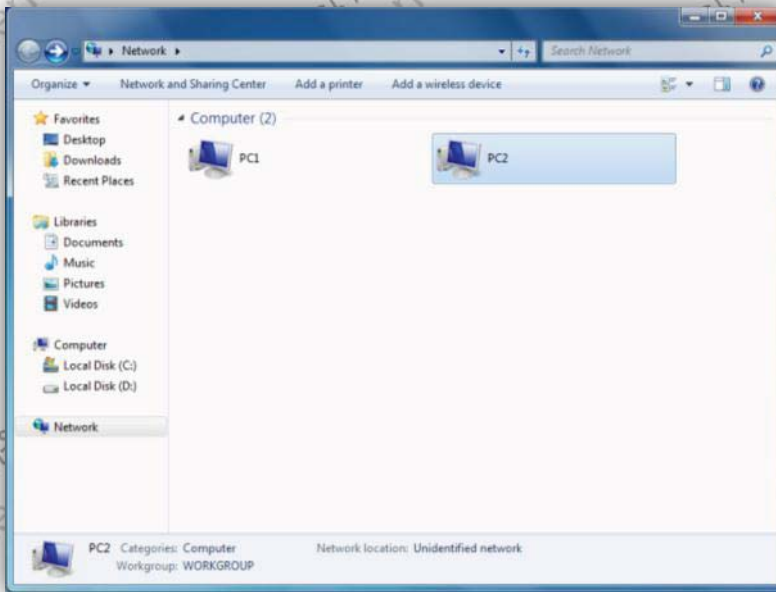 Network
Search Network
Organize Network and Sharing Center Add a printer Add a wireless device
Favorites
Desktop
Downloads
Recent Places
Libraries
Documents
Music
Pictures
Videos
Computer
Local Disk (C:)
Local Disk (D:)
Network
Computer (2)
PC1 PC2
PC2 Categories: Computer Network location: Unidentified network
Workgroup: WORKGROUP